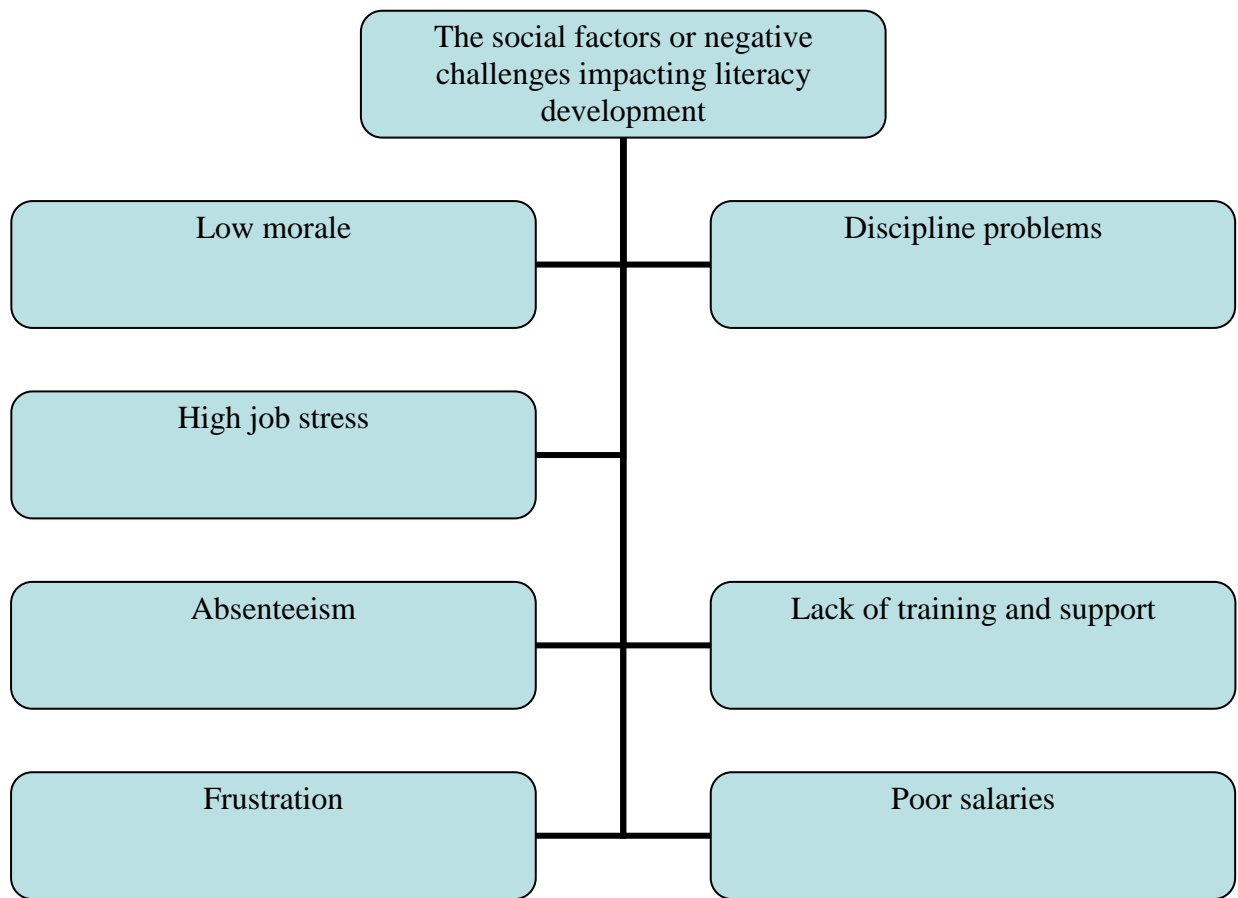 The social factors or negative
challenges impacting literacy
development
Low morale
Discipline problems
High job stress
Absenteeism
Lack of training and support
Frustration
Poor salaries